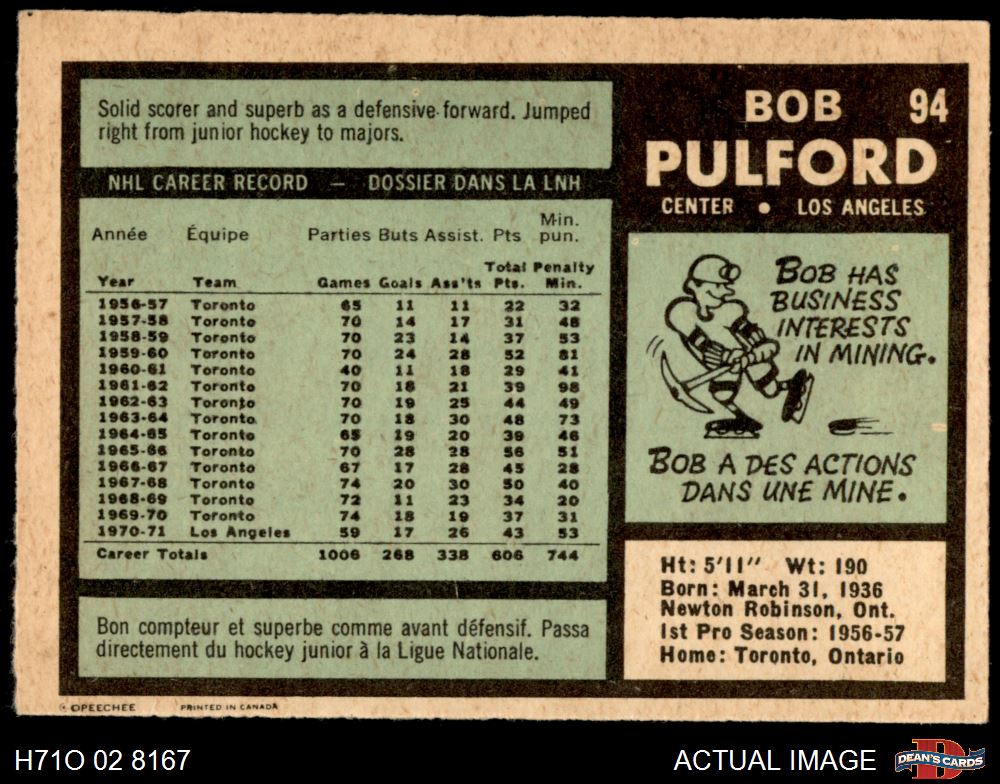 Solid scorer and superb as a defensive forward. Jumped
right from junior hockey to majors.
NHL CAREER RECORD — DOSSIER DANS LA LNH
Année Équipe Parties Buts Assist. Pts Min. pun.
Year Team Games Goals Ass'ts Total Pts. Penalty Min.
1956-57 Toronto 65 11 11 22 32
1957-58 Toronto 70 14 17 31 48
1958-59 Toronto 70 23 14 37 53
1959-60 Toronto 70 24 28 52 81
1960-61 Toronto 40 11 18 29 41
1961-62 Toronto 70 18 21 39 98
1962-63 Toronto 70 19 25 44 49
1963-64 Toronto 70 18 30 48 73
1964-65 Toronto 65 19 20 39 46
1965-66 Toronto 70 28 28 56 51
1966-67 Toronto 67 17 28 45 28
1967-68 Toronto 74 20 30 50 40
1968-69 Toronto 72 11 23 34 20
1969-70 Toronto 74 18 19 37 31
1970-71 Los Angeles 59 17 26 43 53
Career Totals 1006 268 338 606 744
Bon compteur et superbe comme avant défensif. Passa
directement du hockey junior à la Ligue Nationale.
BOB 94
PULFORD
CENTER • LOS ANGELES
BOB HAS
BUSINESS
INTERESTS
IN MINING.
BOB A DES ACTIONS
DANS UNE MINE.
Ht: 5'11" Wt: 190
Born: March 31, 1936
Newton Robinson, Ont.
1st Pro Season: 1956-57
Home: Toronto, Ontario
© OPEECHEE PRINTED IN CANADA
H71O 02 8167
ACTUAL IMAGE
D
DEAN'S CARDS